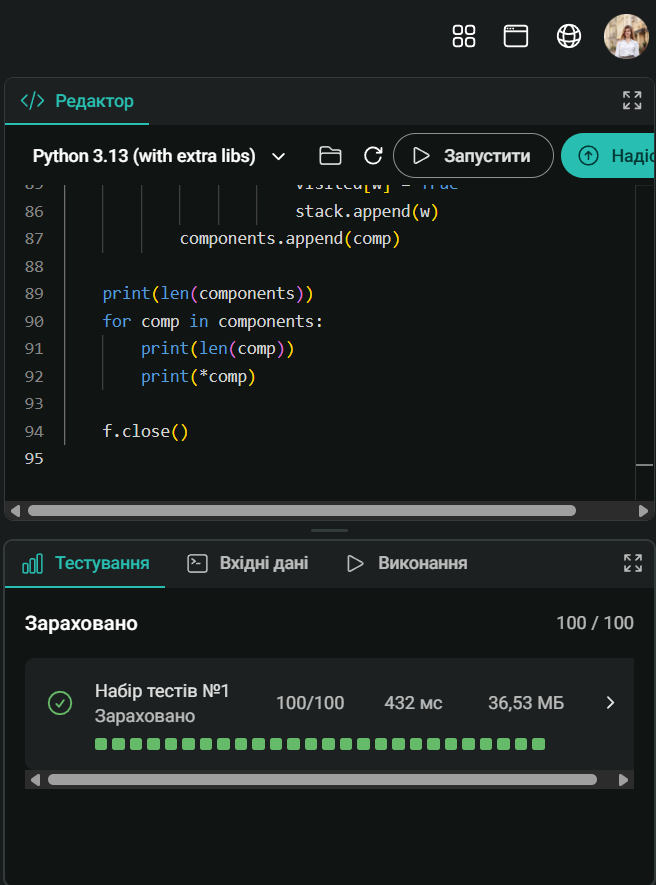 </> Редактор
Python 3.13 (with extra libs)
Запустити
85 visited[w] = True
86 stack.append(w)
87 components.append(comp)
88
89 print(len(components))
90 for comp in components:
91 print(len(comp))
92 print(*comp)
93
94 f.close()
95
Тестування
Вхідні дані
Виконання
Зараховано 100 / 100
Набір тестів №1 100/100 432 мс 36,53 МБ
Зараховано